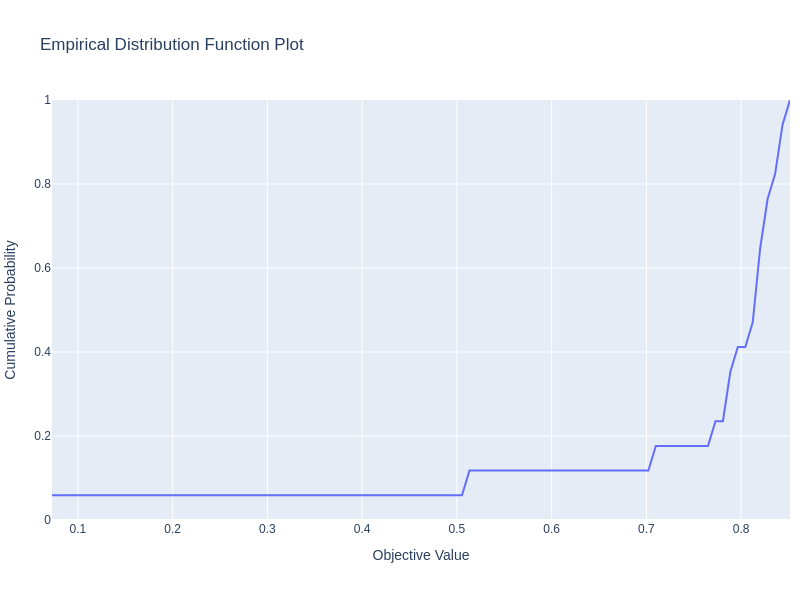 Empirical Distribution Function Plot
1
0.8
0.6
0.4
0.2
0
Cumulative Probability
0.1 0.2 0.3 0.4 0.5 0.6 0.7 0.8
Objective Value